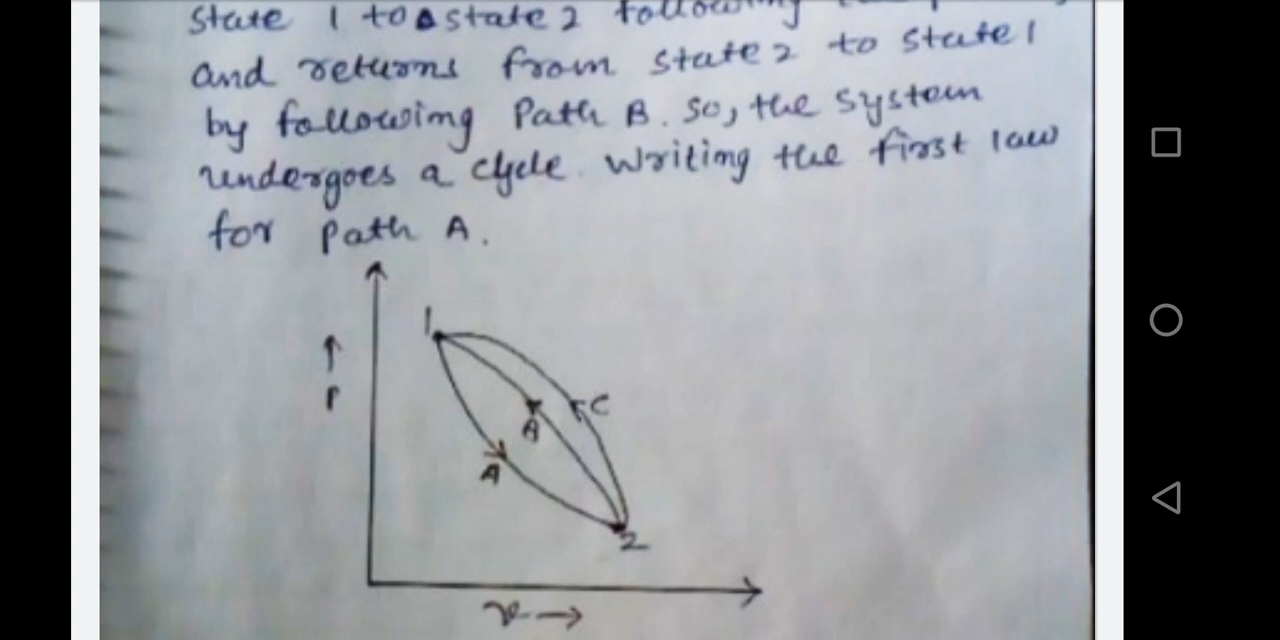 state 1 to state 2 following
and returns from state 2 to state 1
by following Path B. so, the system
undergoes a cycle. Writing the first law
for Path A.
1
↑
P
C
B
A
2
v →